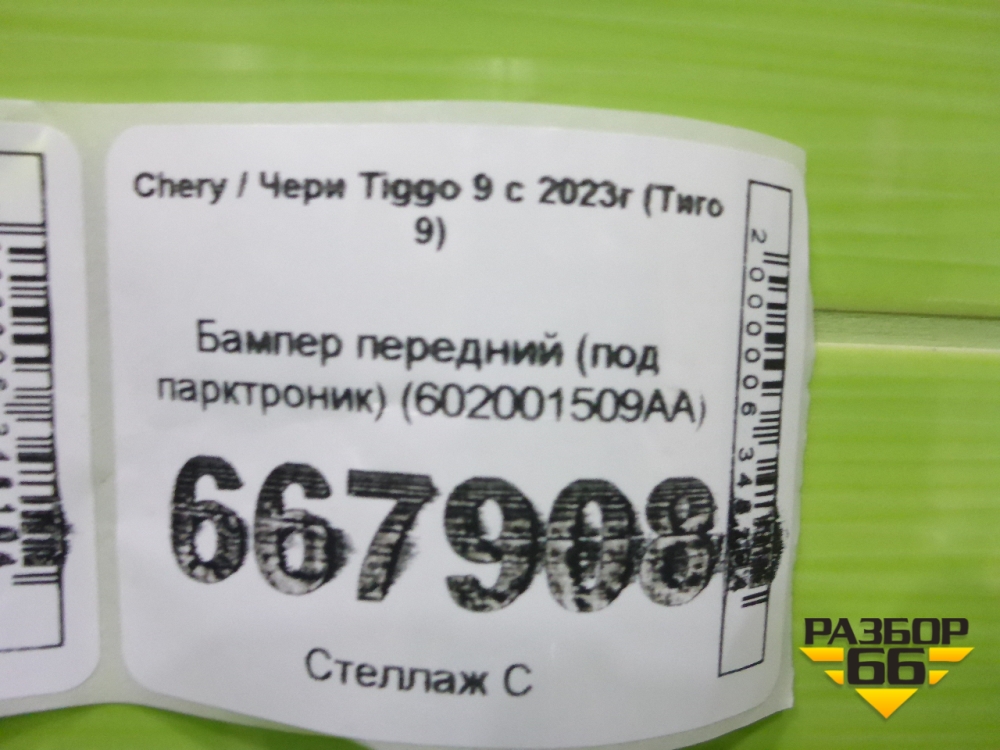 Chery / Чери Tiggo 9 с 2023г (Тиго
9)
Бампер передний (под
парктроник) (602001509AA)
667908
Стеллаж С
РАЗБОР
66